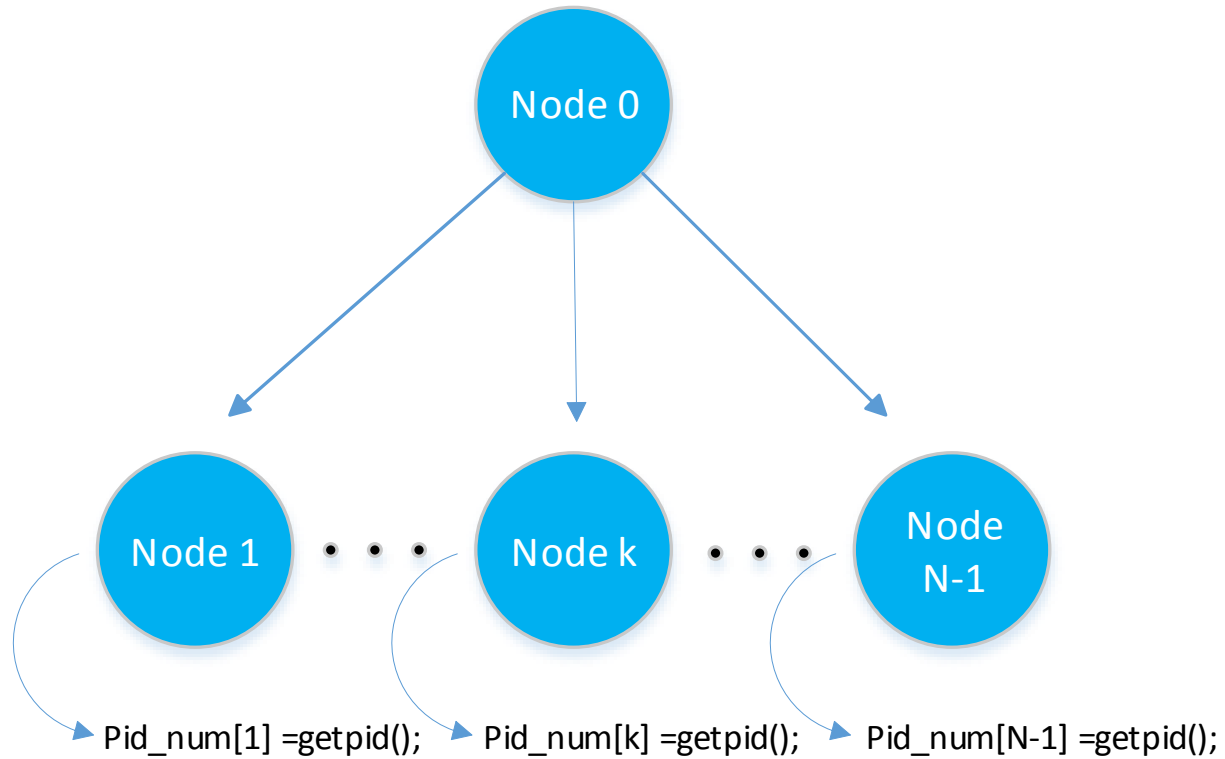 Node 0
Node 1
Node k
Node
N-1
Pid_num[1] =getpid();
Pid_num[k] =getpid();
Pid_num[N-1] =getpid();